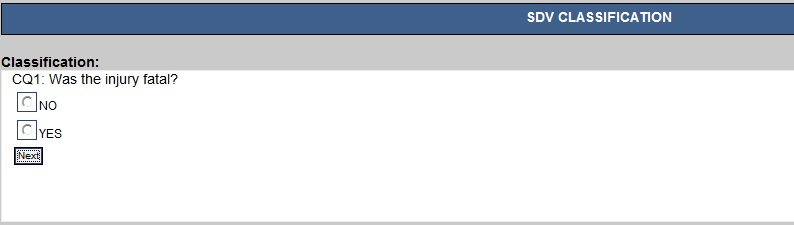 SDV CLASSIFICATION
Classification:
CQ1: Was the injury fatal?
NO
YES
Next